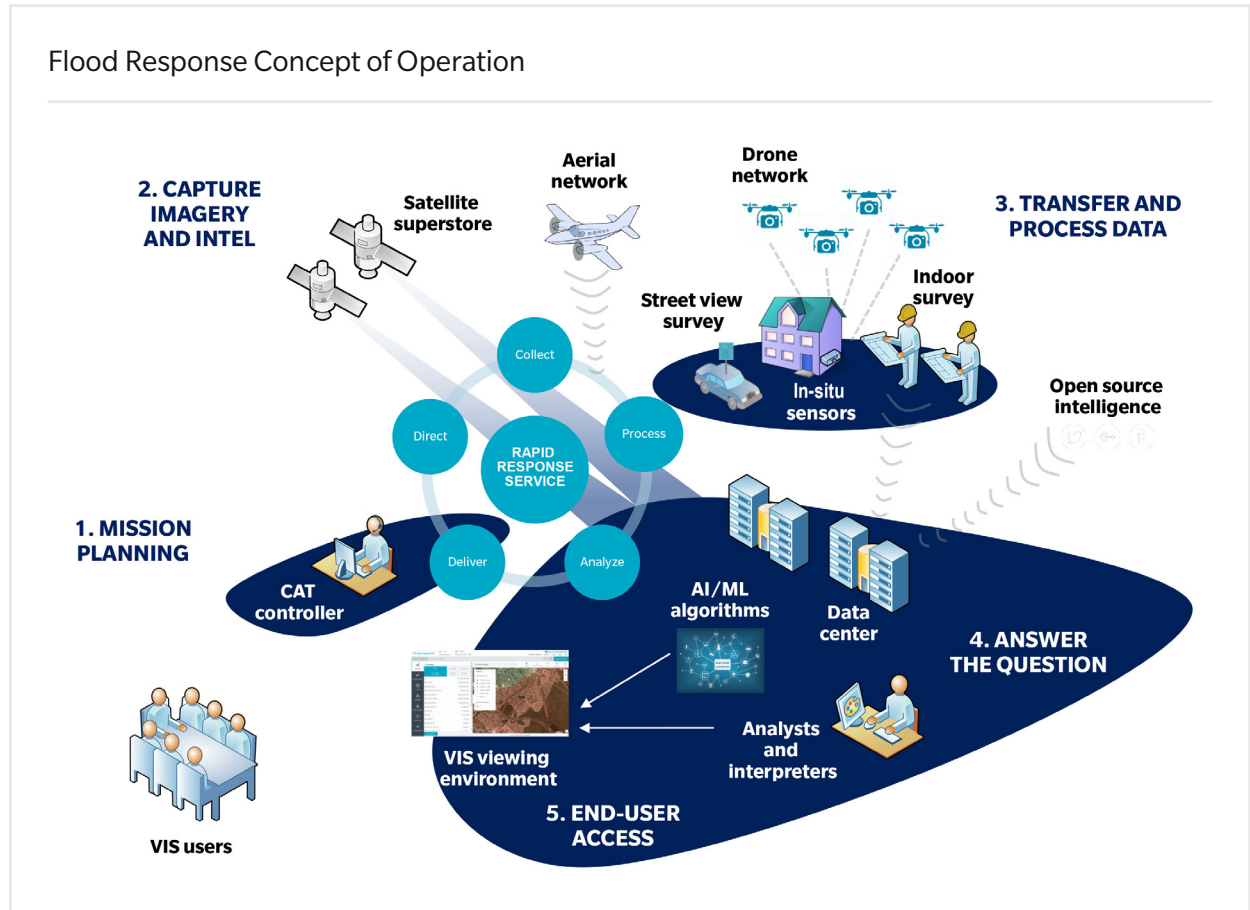 Flood Response Concept of Operation
2. CAPTURE
IMAGERY
AND INTEL
Satellite
superstore
Aerial
network
Drone
network
3. TRANSFER AND
PROCESS DATA
Street view
survey
Indoor
survey
In-situ
sensors
Open source
intelligence
Collect
Direct
Process
RAPID
RESPONSE
SERVICE
Deliver
Analyze
1. MISSION
PLANNING
CAT
controller
AI/ML
algorithms
Data
center
4. ANSWER
THE QUESTION
VIS viewing
environment
Analysts
and
interpreters
5. END-USER
ACCESS
VIS users